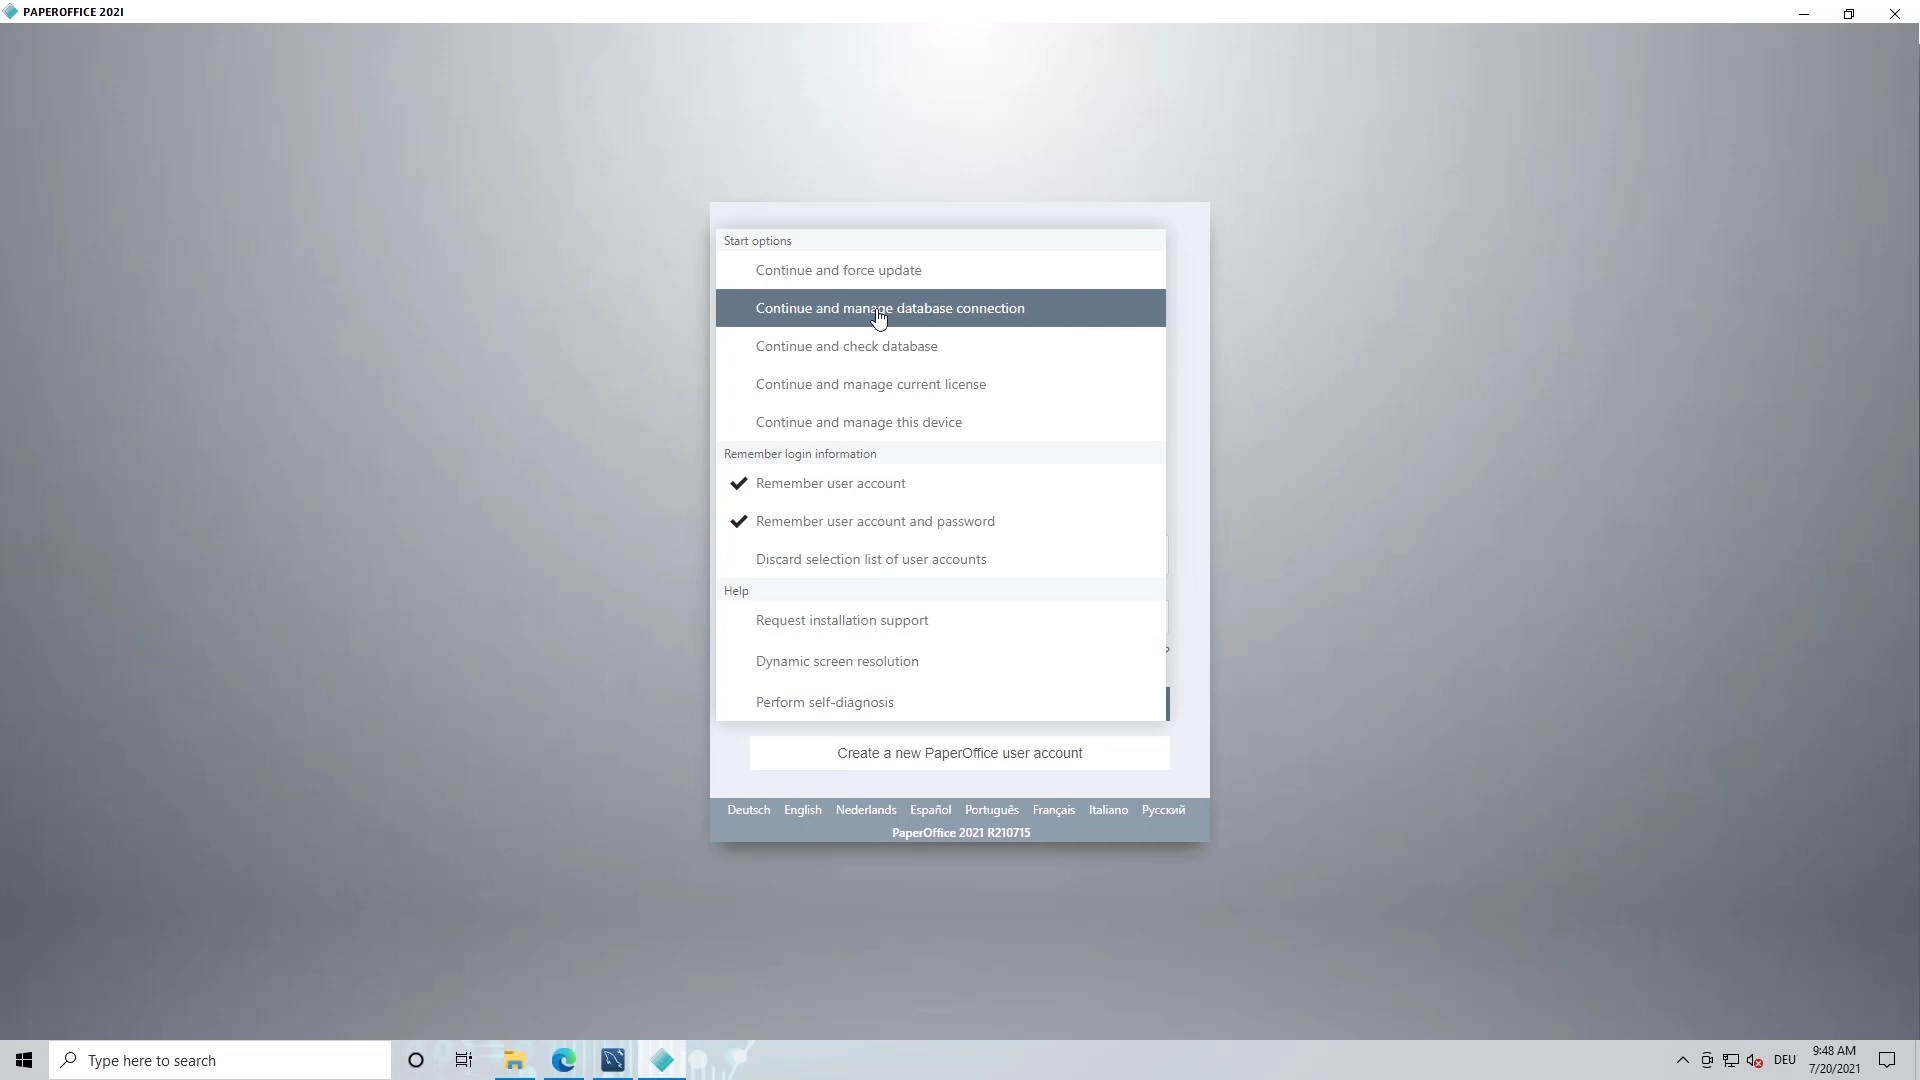 PAPEROFFICE 2021
Start options
Continue and force update
Continue and manage database connection
Continue and check database
Continue and manage current license
Continue and manage this device
Remember login information
Remember user account
Remember user account and password
Discard selection list of user accounts
Help
Request installation support
Dynamic screen resolution
Perform self-diagnosis
Create a new PaperOffice user account
Deutsch English Nederlands Español Português Français Italiano Русский
PaperOffice 2021 R210715
Type here to search
DEU
9:48 AM
7/20/2021